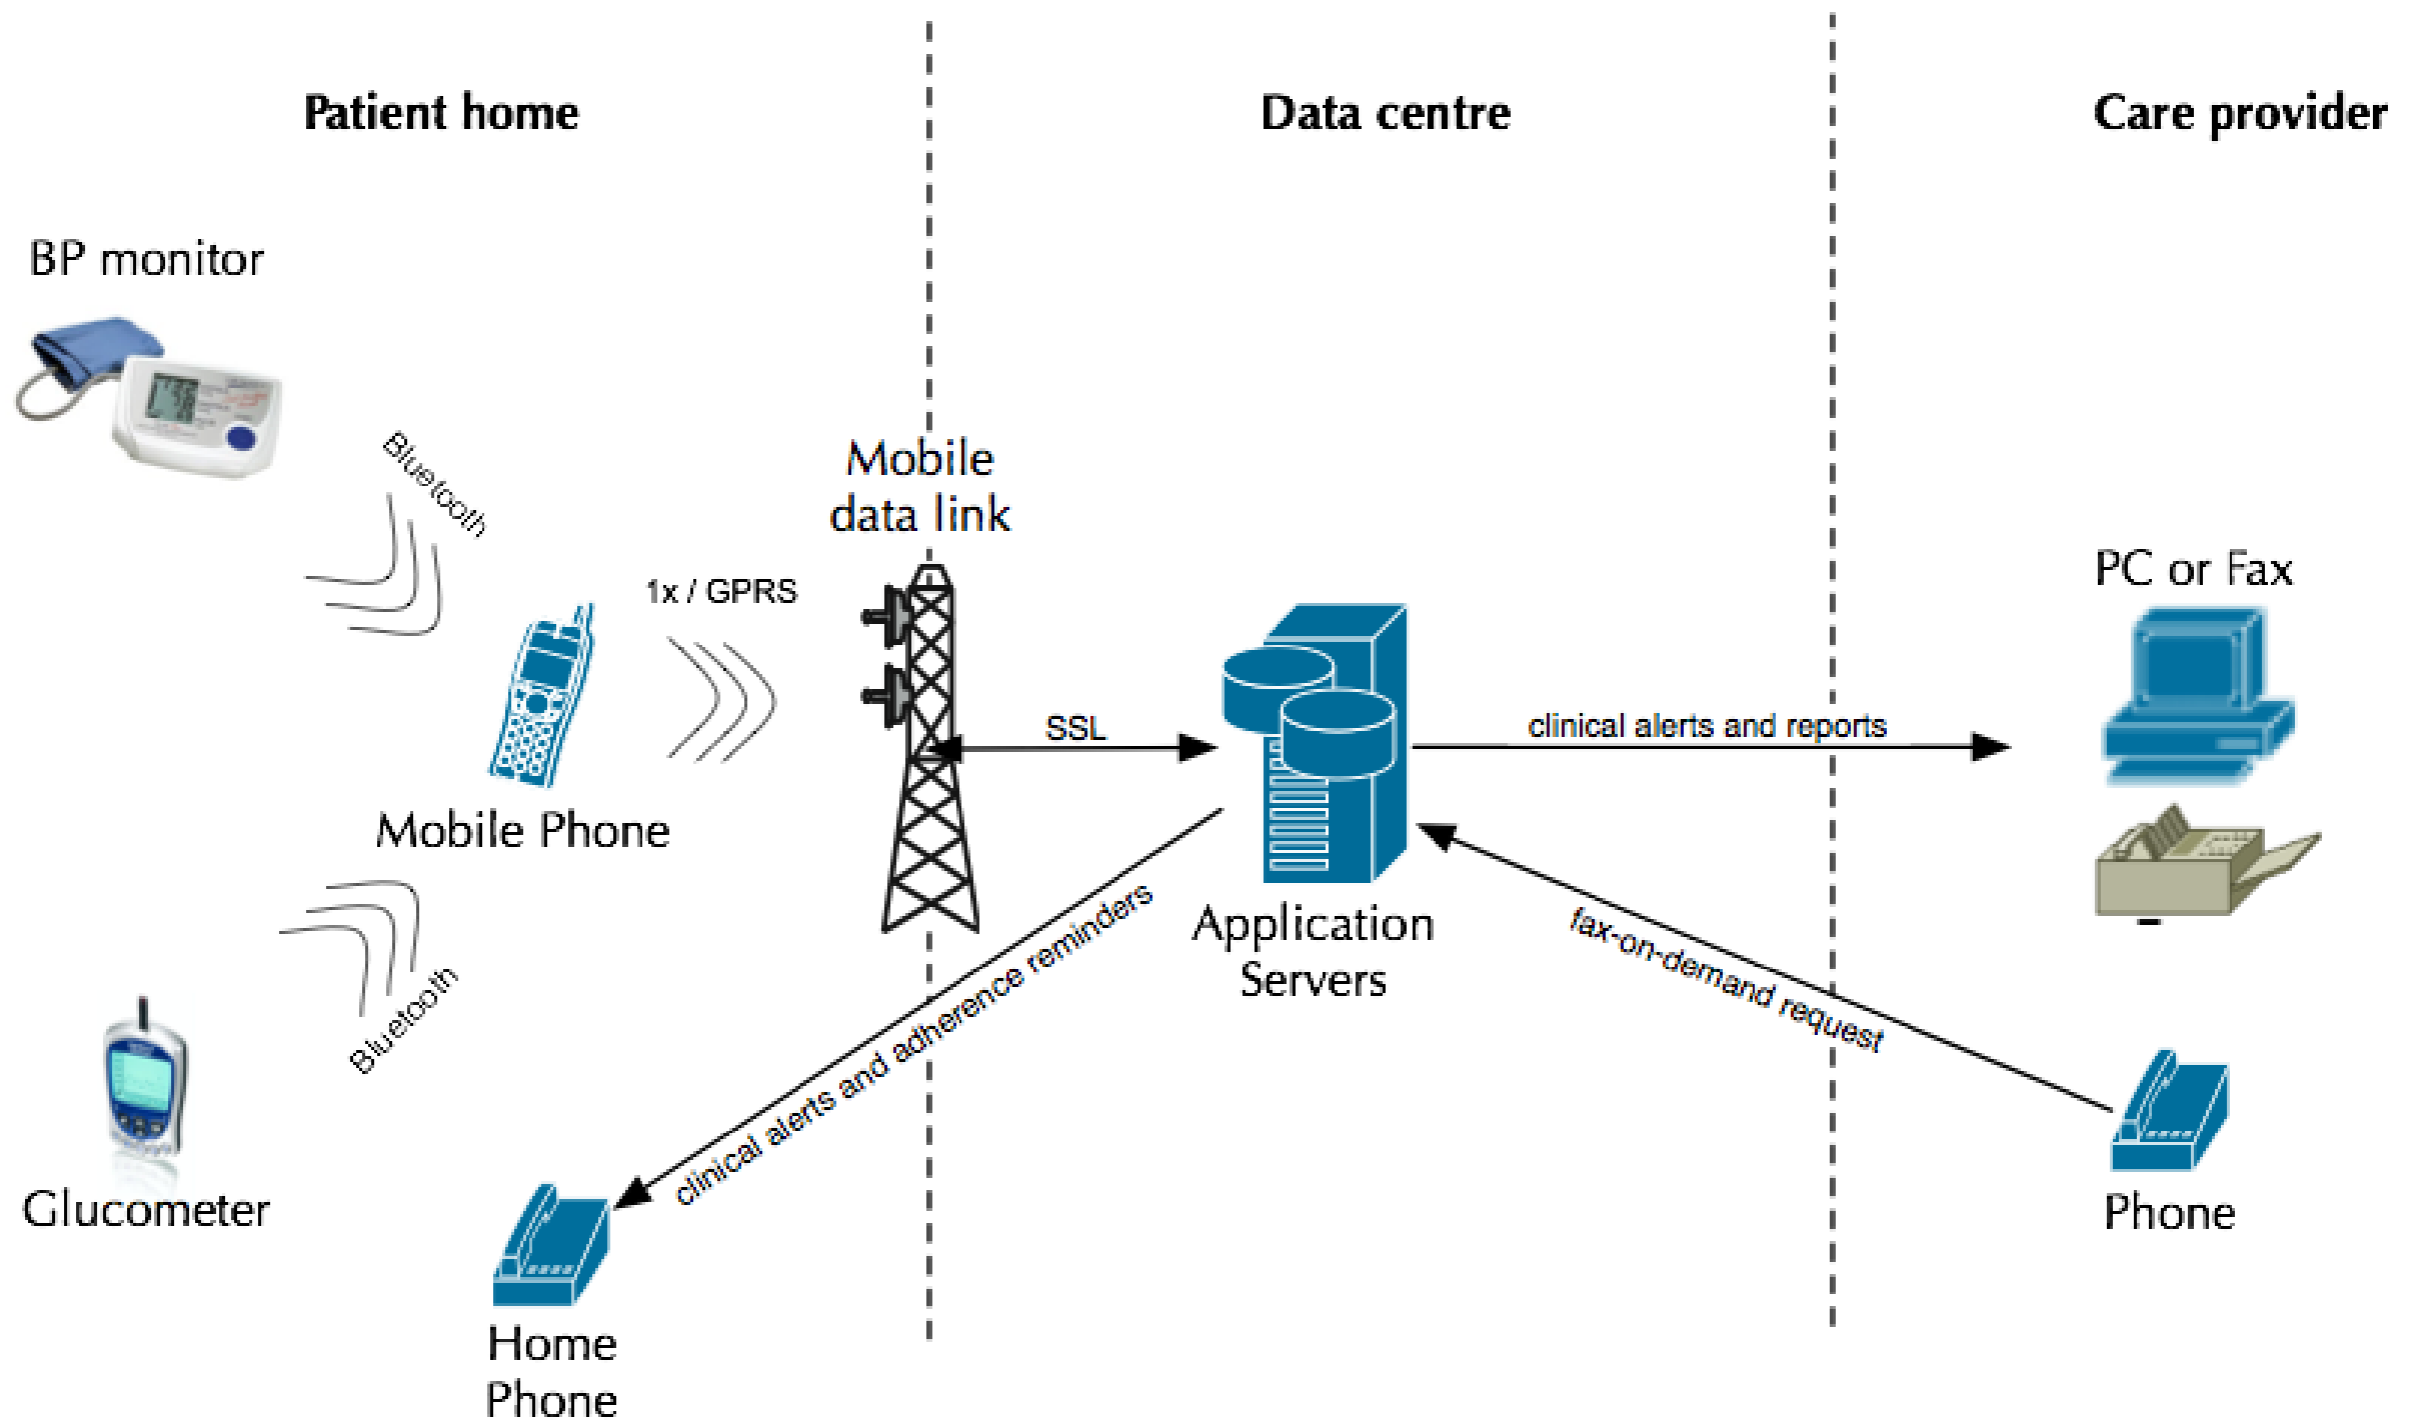 Patient home
Data centre
Care provider
BP monitor
Bluetooth
Mobile
data link
1x / GPRS
PC or Fax
SSL
clinical alerts and reports
Mobile Phone
Application
Servers
fax-on-demand request
clinical alerts and adherence reminders
Bluetooth
Glucometer
Phone
Home
Phone